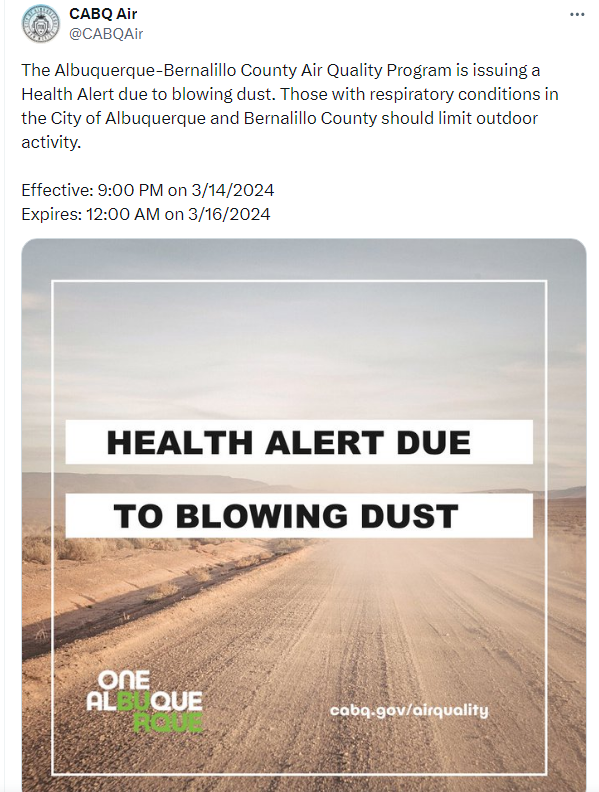 CABQ Air
@CABQAir
The Albuquerque-Bernalillo County Air Quality Program is issuing a
Health Alert due to blowing dust. Those with respiratory conditions in
the City of Albuquerque and Bernalillo County should limit outdoor
activity.
Effective: 9:00 PM on 3/14/2024
Expires: 12:00 AM on 3/16/2024
HEALTH ALERT DUE
TO BLOWING DUST
ONE
ALBUQUE
RQUE
cabq.gov/airquality